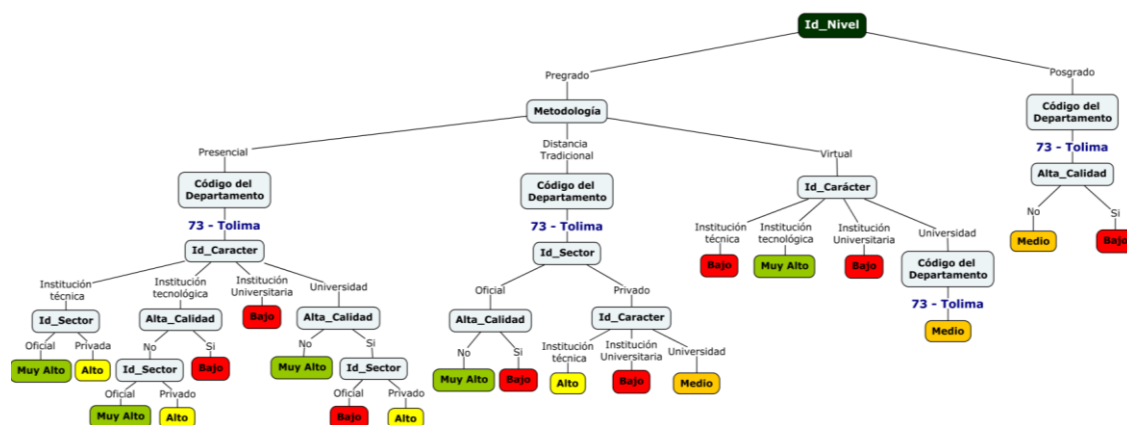 Id_Nivel
Pregrado
Posgrado
Metodología
Código del
Departamento
73 - Tolima
Alta_Calidad
No
Si
Medio
Bajo
Presencial
Distancia
Tradicional
Virtual
Código del
Departamento
73 - Tolima
Id_Caracter
Código del
Departamento
73 - Tolima
Id_Sector
Id_Carácter
Institución
técnica
Institución
tecnológica
Institución
Universitaria
Universidad
Bajo
Muy Alto
Bajo
Código del
Departamento
73 - Tolima
Medio
Institución
técnica
Institución
tecnológica
Institución
Universitaria
Universidad
Id_Sector
Alta_Calidad
Bajo
Alta_Calidad
Oficial
Privada
No
Si
No
Si
Muy Alto
Alto
Id_Sector
Bajo
Muy Alto
Id_Sector
Oficial
Privado
Oficial
Privado
Muy Alto
Alto
Bajo
Alto
Oficial
Privado
Alta_Calidad
Id_Caracter
No
Si
Institución
técnica
Institución
Universitaria
Universidad
Muy Alto
Bajo
Alto
Bajo
Medio